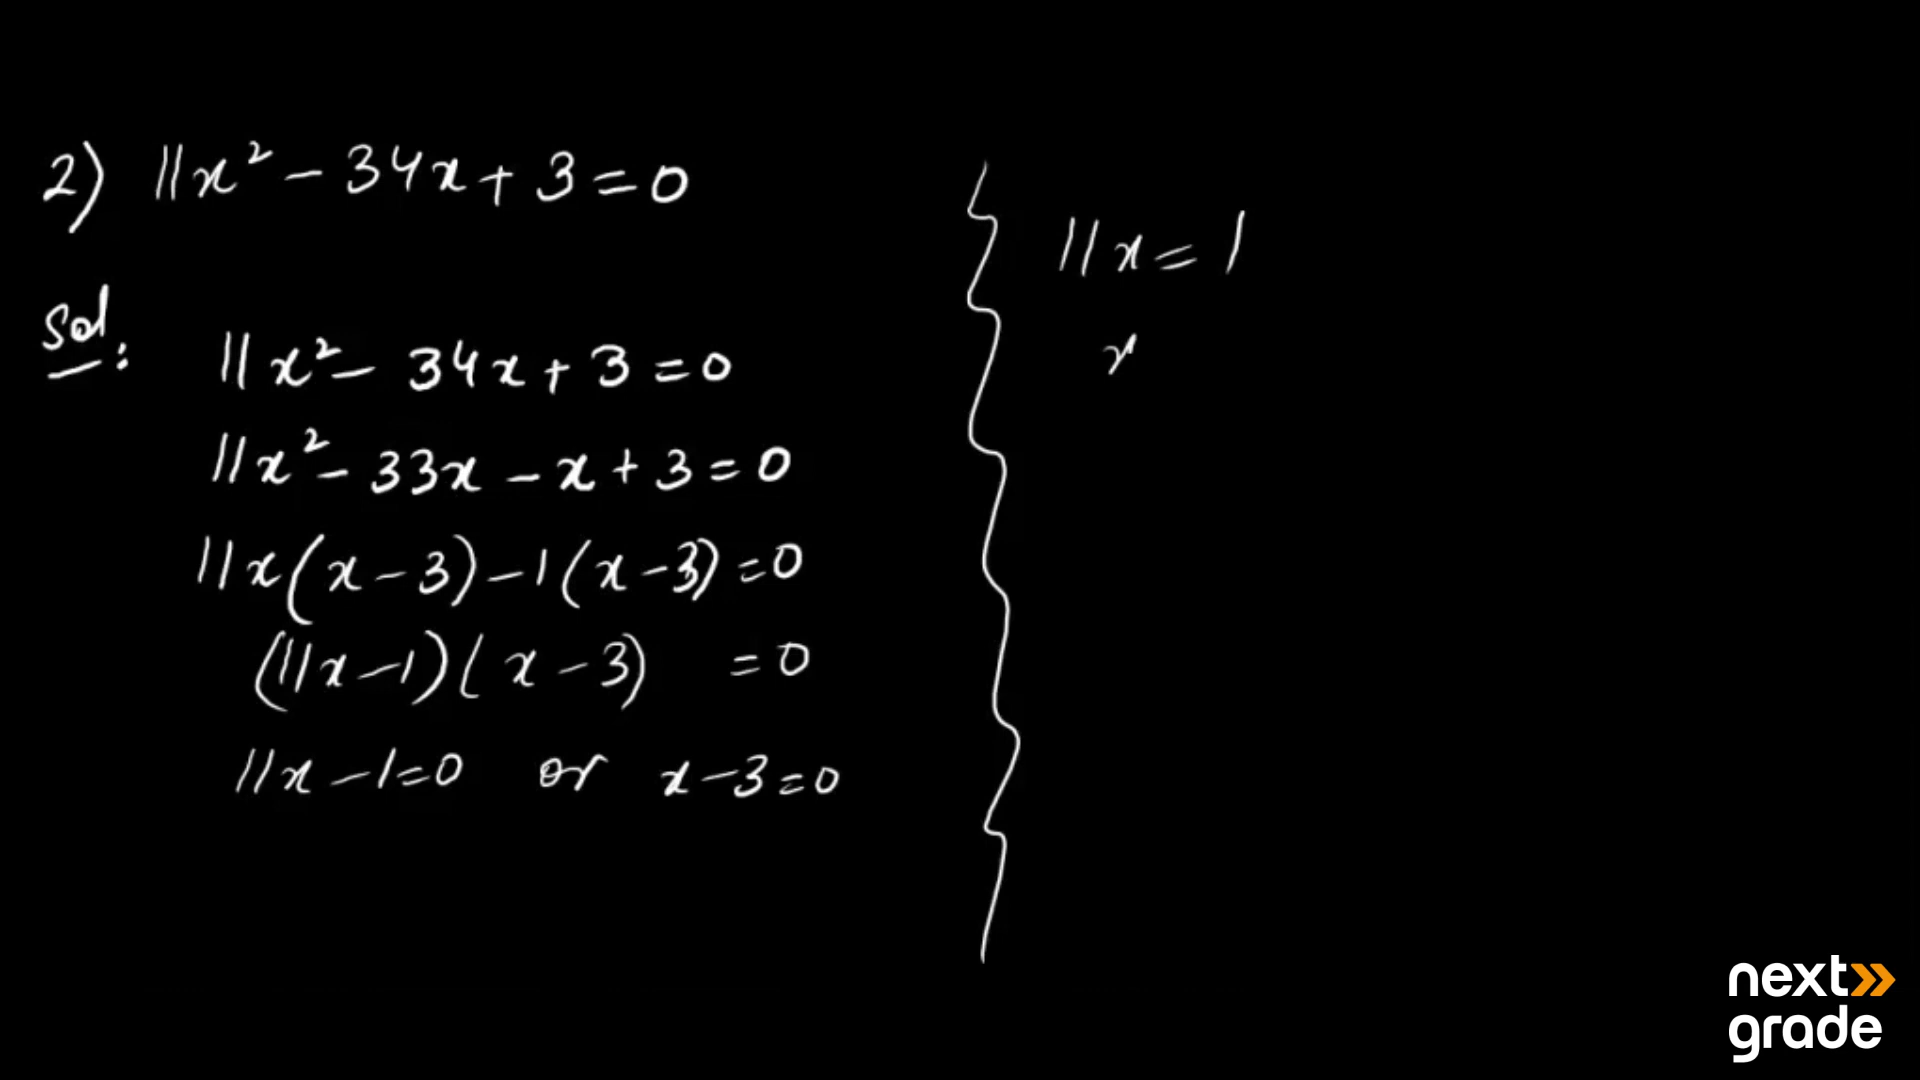 2) 11x² - 34x + 3 = 0
Sol:
11x² - 34x + 3 = 0
11x² - 33x - x + 3 = 0
11x(x - 3) - 1(x - 3) = 0
(11x - 1)(x - 3) = 0
11x - 1 = 0 or x - 3 = 0
11x = 1
x
next
grade